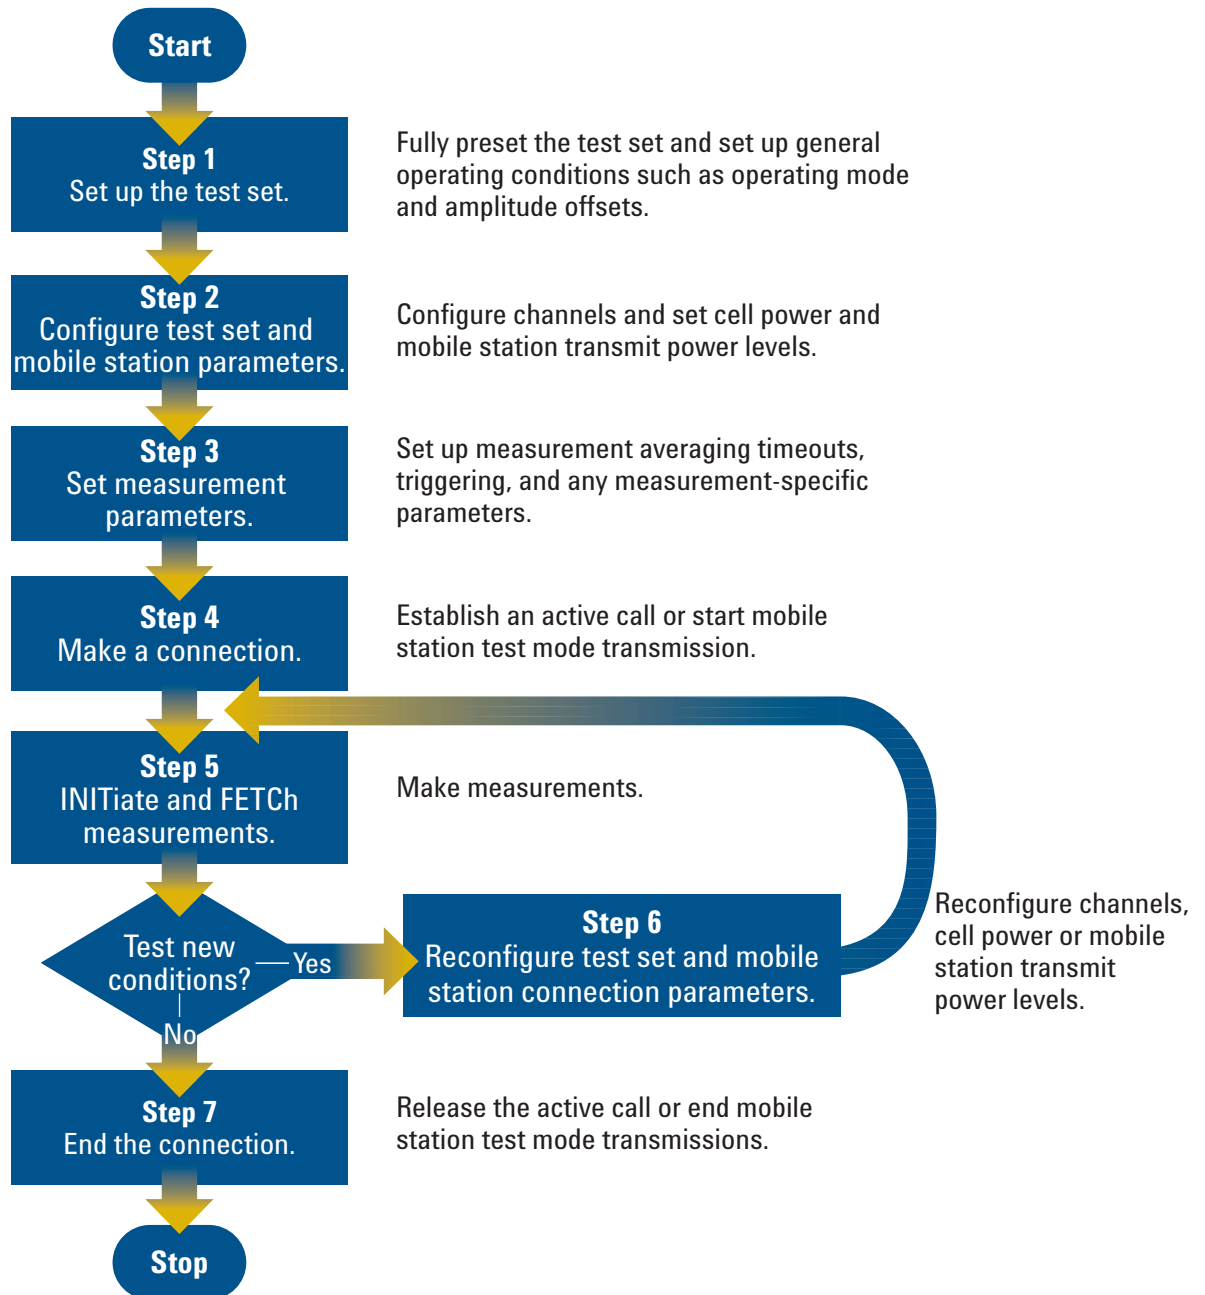 Start
Step 1
Set up the test set.
Fully preset the test set and set up general
operating conditions such as operating mode
and amplitude offsets.
Step 2
Configure test set and
mobile station parameters.
Configure channels and set cell power and
mobile station transmit power levels.
Step 3
Set measurement
parameters.
Set up measurement averaging timeouts,
triggering, and any measurement-specific
parameters.
Step 4
Make a connection.
Establish an active call or start mobile
station test mode transmission.
Step 5
INITiate and FETCh
measurements.
Make measurements.
Test new
conditions?
Yes
No
Step 6
Reconfigure test set and mobile
station connection parameters.
Reconfigure channels,
cell power or mobile
station transmit
power levels.
Step 7
End the connection.
Release the active call or end mobile
station test mode transmissions.
Stop